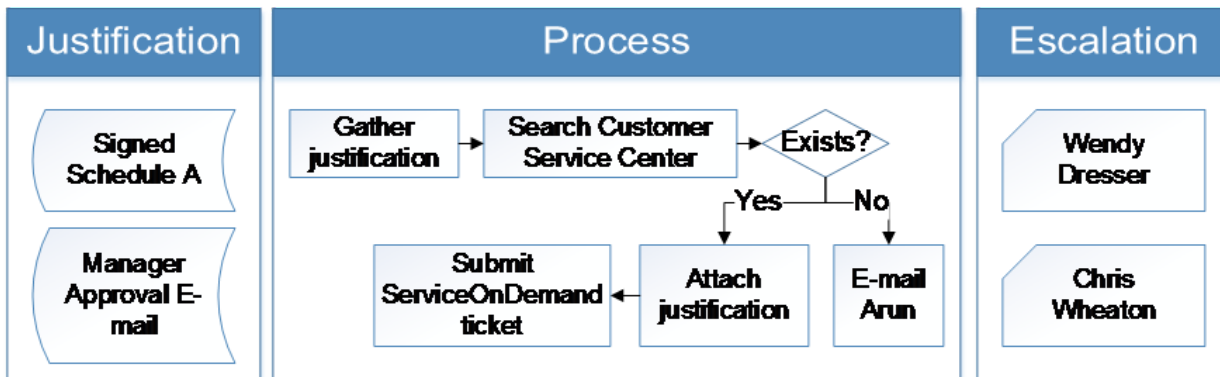 Justification
Signed
Schedule A
Manager
Approval E-
mail
Process
Gather
justification
Search Customer
Service Center
Exists?
Yes
No
Submit
ServiceOnDemand
ticket
Attach
justification
E-mail
Arun
Escalation
Wendy
Dresser
Chris
Wheaton